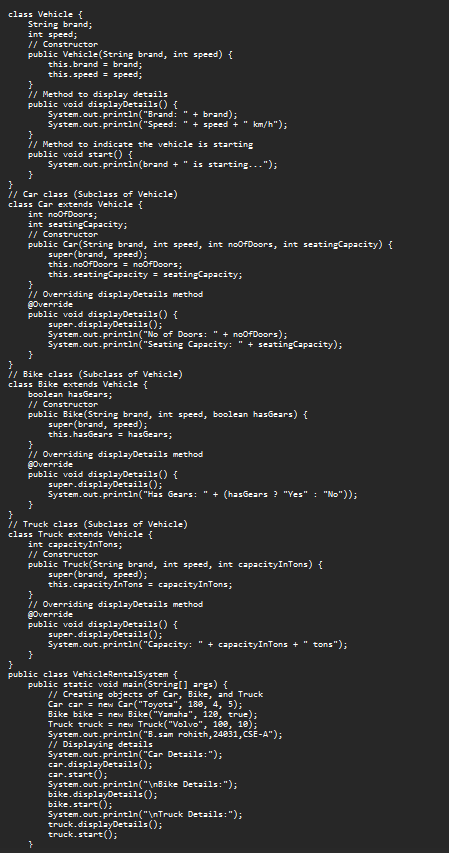 class Vehicle {
    String brand;
    int speed;
    // Constructor
    public Vehicle(String brand, int speed) {
        this.brand = brand;
        this.speed = speed;
    }
    // Method to display details
    public void displayDetails() {
        System.out.println("Brand: " + brand);
        System.out.println("Speed: " + speed + " km/h");
    }
    // Method to indicate the vehicle is starting
    public void start() {
        System.out.println(brand + " is starting...");
    }
}
// Car class (Subclass of Vehicle)
class Car extends Vehicle {
    int noOfDoors;
    int seatingCapacity;
    // Constructor
    public Car(String brand, int speed, int noOfDoors, int seatingCapacity) {
        super(brand, speed);
        this.noOfDoors = noOfDoors;
        this.seatingCapacity = seatingCapacity;
    }
    // Overriding displayDetails method
    @Override
    public void displayDetails() {
        super.displayDetails();
        System.out.println("No of Doors: " + noOfDoors);
        System.out.println("Seating Capacity: " + seatingCapacity);
    }
}
// Bike class (Subclass of Vehicle)
class Bike extends Vehicle {
    boolean hasGears;
    // Constructor
    public Bike(String brand, int speed, boolean hasGears) {
        super(brand, speed);
        this.hasGears = hasGears;
    }
    // Overriding displayDetails method
    @Override
    public void displayDetails() {
        super.displayDetails();
        System.out.println("Has Gears: " + (hasGears ? "Yes" : "No"));
    }
}
// Truck class (Subclass of Vehicle)
class Truck extends Vehicle {
    int capacityInTons;
    // Constructor
    public Truck(String brand, int speed, int capacityInTons) {
        super(brand, speed);
        this.capacityInTons = capacityInTons;
    }
    // Overriding displayDetails method
    @Override
    public void displayDetails() {
        super.displayDetails();
        System.out.println("Capacity: " + capacityInTons + " tons");
    }
}
public class VehicleRentalSystem {
    public static void main(String[] args) {
        // Creating objects of Car, Bike, and Truck
        Car car = new Car("Toyota", 180, 4, 5);
        Bike bike = new Bike("Yamaha", 120, true);
        Truck truck = new Truck("Volvo", 100, 10);
        System.out.println("B.sam rohith,24031,CSE-A");
        // Displaying details
        System.out.println("Car Details:");
        car.displayDetails();
        car.start();
        System.out.println("\nBike Details:");
        bike.displayDetails();
        bike.start();
        System.out.println("\nTruck Details:");
        truck.displayDetails();
        truck.start();
    }